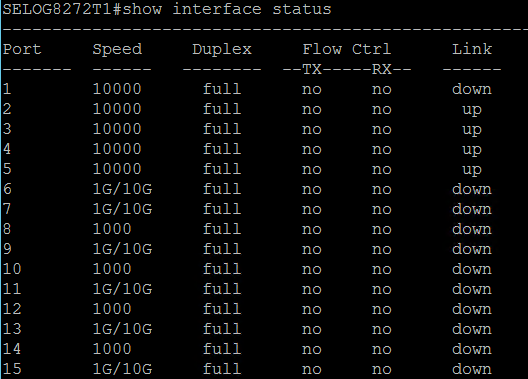 SELOG8272T1#show interface status
------------------------------------------------------------------
Port     Speed     Duplex     Flow Ctrl     Link
-------  ------   --------  --TX-----RX--   ------
1        10000      full      no     no      down
2        10000      full      no     no       up
3        10000      full      no     no       up
4        10000      full      no     no       up
5        10000      full      no     no       up
6        1G/10G     full      no     no      down
7        1G/10G     full      no     no      down
8        1000       full      no     no      down
9        1G/10G     full      no     no      down
10       1000       full      no     no      down
11       1G/10G     full      no     no      down
12       1000       full      no     no      down
13       1G/10G     full      no     no      down
14       1000       full      no     no      down
15       1G/10G     full      no     no      down